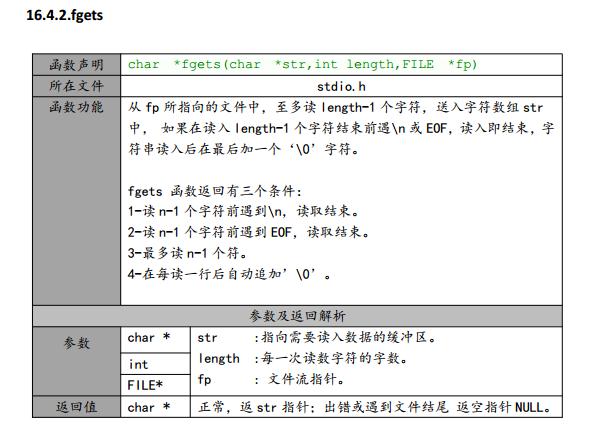 16.4.2.fgets
函数声明 char *fgets(char *str,int length,FILE *fp)
所在文件 stdio.h
函数功能 从 fp 所指向的文件中，至多读 length-1 个字符，送入字符数组 str
中， 如果在读入 length-1 个字符结束前遇\n 或 EOF，读入即结束，字
符串读入后在最后加一个‘\0’字符。
fgets 函数返回有三个条件：
1-读 n-1 个字符前遇到\n，读取结束。
2-读 n-1 个字符前遇到 EOF，读取结束。
3-最多读 n-1 个符。
4-在每读一行后自动追加’\0’。
参数及返回解析
参数 char * str :指向需要读入数据的缓冲区。
int length :每一次读数字符的字数。
FILE* fp : 文件流指针。
返回值 char * 正常，返 str 指针；出错或遇到文件结尾 返空指针 NULL。